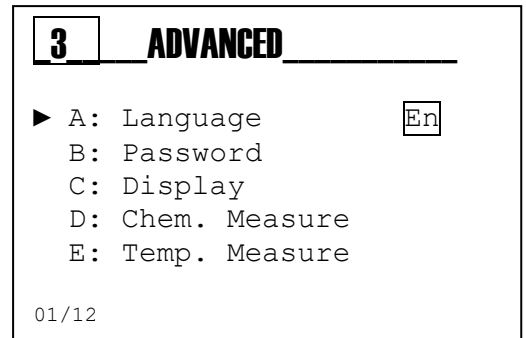 3 ADVANCED
► A: Language En
B: Password
C: Display
D: Chem. Measure
E: Temp. Measure
01/12